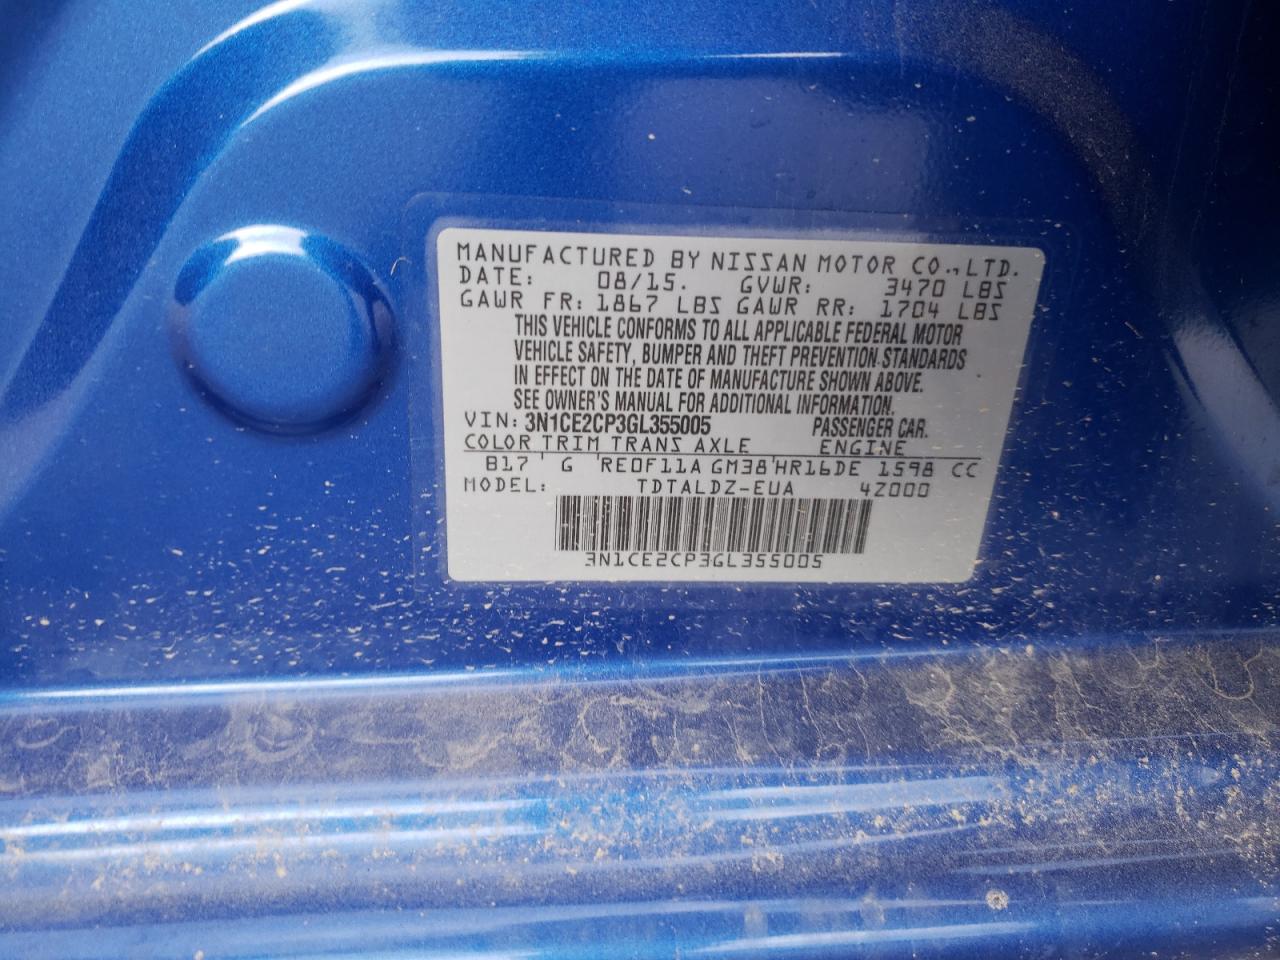 MANUFACTURED BY NISSAN MOTOR CO., LTD.
DATE: 08/15. GVWR: 3470 LBS
GAWR FR: 1867 LBS GAWR RR: 1704 LBS
THIS VEHICLE CONFORMS TO ALL APPLICABLE FEDERAL MOTOR
VEHICLE SAFETY, BUMPER AND THEFT PREVENTION STANDARDS
IN EFFECT ON THE DATE OF MANUFACTURE SHOWN ABOVE.
SEE OWNER'S MANUAL FOR ADDITIONAL INFORMATION.
VIN: 3N1CE2CP3GL355005 PASSENGER CAR.
COLOR TRIM TRANS AXLE ENGINE
B17 ' G 'RE0F11A GM38'HR16DE 1598 CC
MODEL: TDTALDZ-EUA 4Z000
3N1CE2CP3GL355005